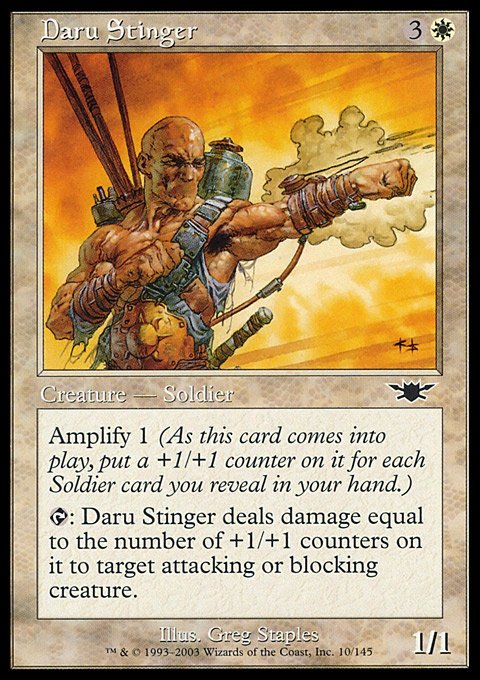 Daru Stinger 3
Creature — Soldier
Amplify 1 (As this card comes into
play, put a +1/+1 counter on it for each
Soldier card you reveal in your hand.)
: Daru Stinger deals damage equal
to the number of +1/+1 counters on
it to target attacking or blocking
creature.
Illus. Greg Staples
1/1
™ & © 1993–2003 Wizards of the Coast, Inc. 10/145